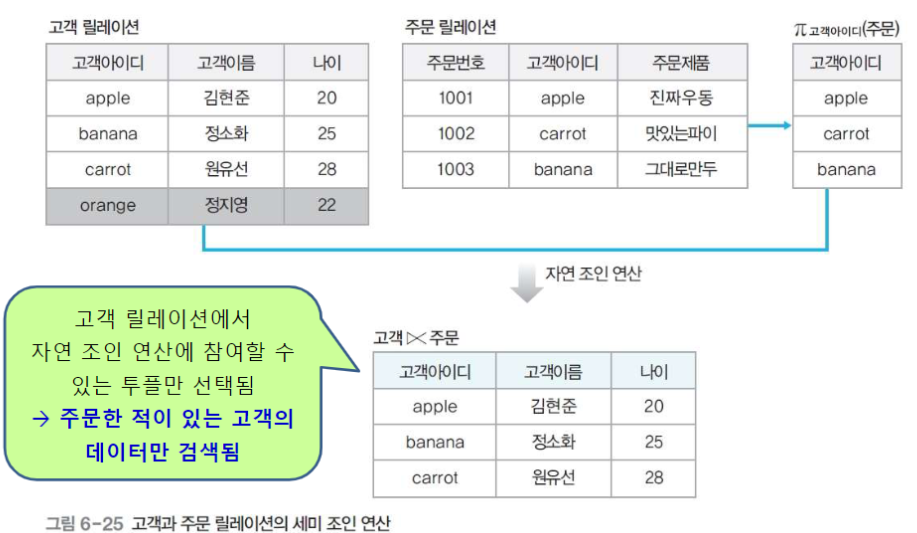 고객 릴레이션
고객아이디 고객이름 나이
apple 김현준 20
banana 정소화 25
carrot 원유선 28
orange 정지영 22
주문 릴레이션
주문번호 고객아이디 주문제품
1001 apple 진짜우동
1002 carrot 맛있는파이
1003 banana 그대로만두
π고객아이디(주문)
고객아이디
apple
carrot
banana
자연 조인 연산
고객 릴레이션에서
자연 조인 연산에 참여할 수
있는 투플만 선택됨
→ 주문한 적이 있는 고객의
데이터만 검색됨
고객⋉주문
고객아이디 고객이름 나이
apple 김현준 20
banana 정소화 25
carrot 원유선 28
그림 6-25 고객과 주문 릴레이션의 세미 조인 연산